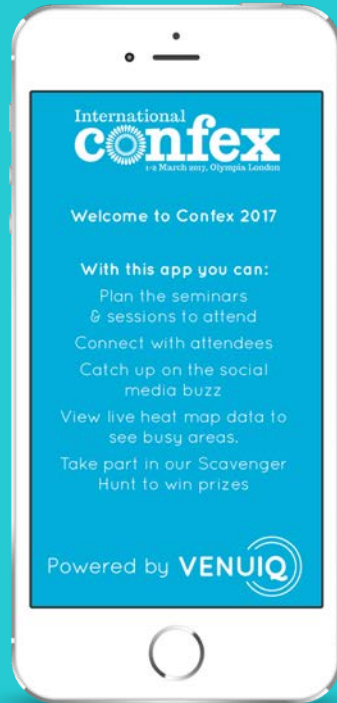 International
confex
1-2 March 2017, Olympia London
Welcome to Confex 2017
With this app you can:
Plan the seminars
& sessions to attend
Connect with attendees
Catch up on the social
media buzz
View live heat map data to
see busy areas.
Take part in our Scavenger
Hunt to win prizes
Powered by VENUIQ